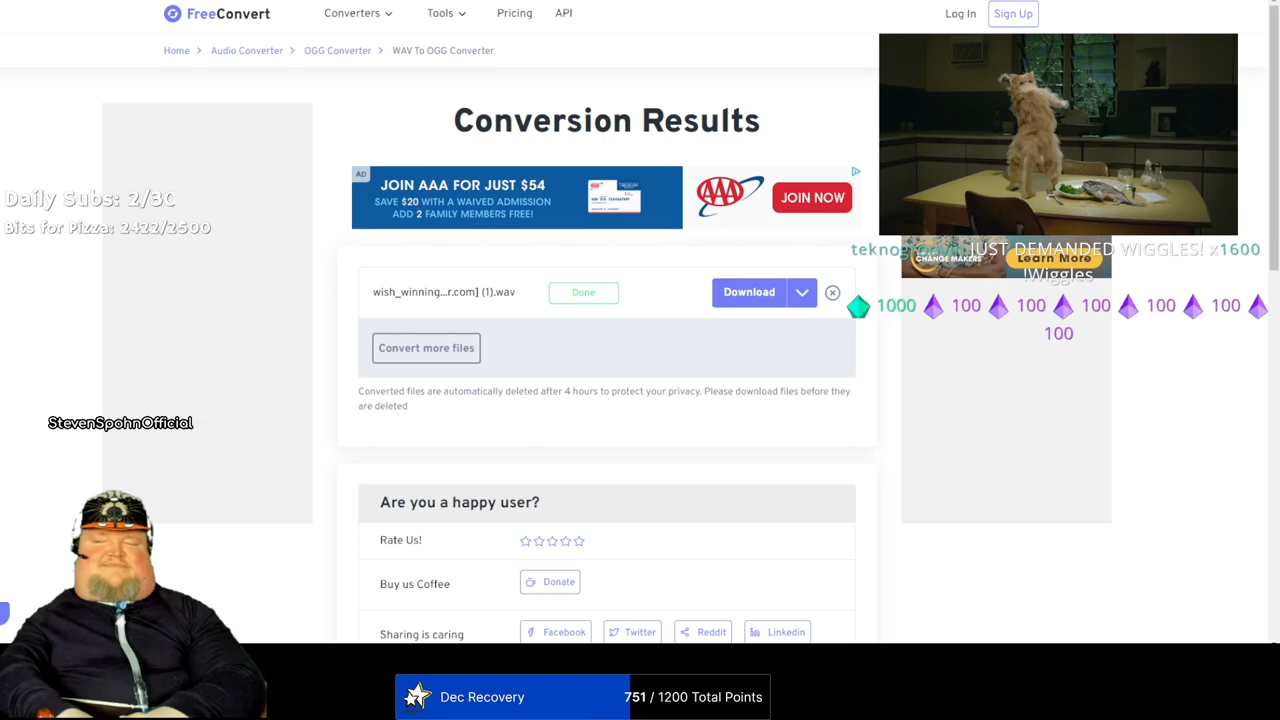 FreeConvert
Converters
Tools
Pricing
API
Log In
Sign Up
Home > Audio Converter > OGG Converter > WAV To OGG Converter
Conversion Results
AD
JOIN AAA FOR JUST $54
SAVE $20 WITH A WAIVED ADMISSION
ADD 2 FAMILY MEMBERS FREE!
AAA
JOIN NOW
Daily Subs: 2/30
Bits for Pizza: 2422/2500
JUST DEMANDED WIGGLES! x1600
!Wiggles
CHANGE MAKERS
Learn More
1000 100 100 100 100 100
100
wish_winning...r.com] (1).wav
Done
Download
Convert more files
Converted files are automatically deleted after 4 hours to protect your privacy. Please download files before they
are deleted
StevenSpohnOfficial
Are you a happy user?
Rate Us!
Buy us Coffee
Donate
Sharing is caring
Facebook
Twitter
Reddit
Linkedin
Dec Recovery
751 / 1200 Total Points